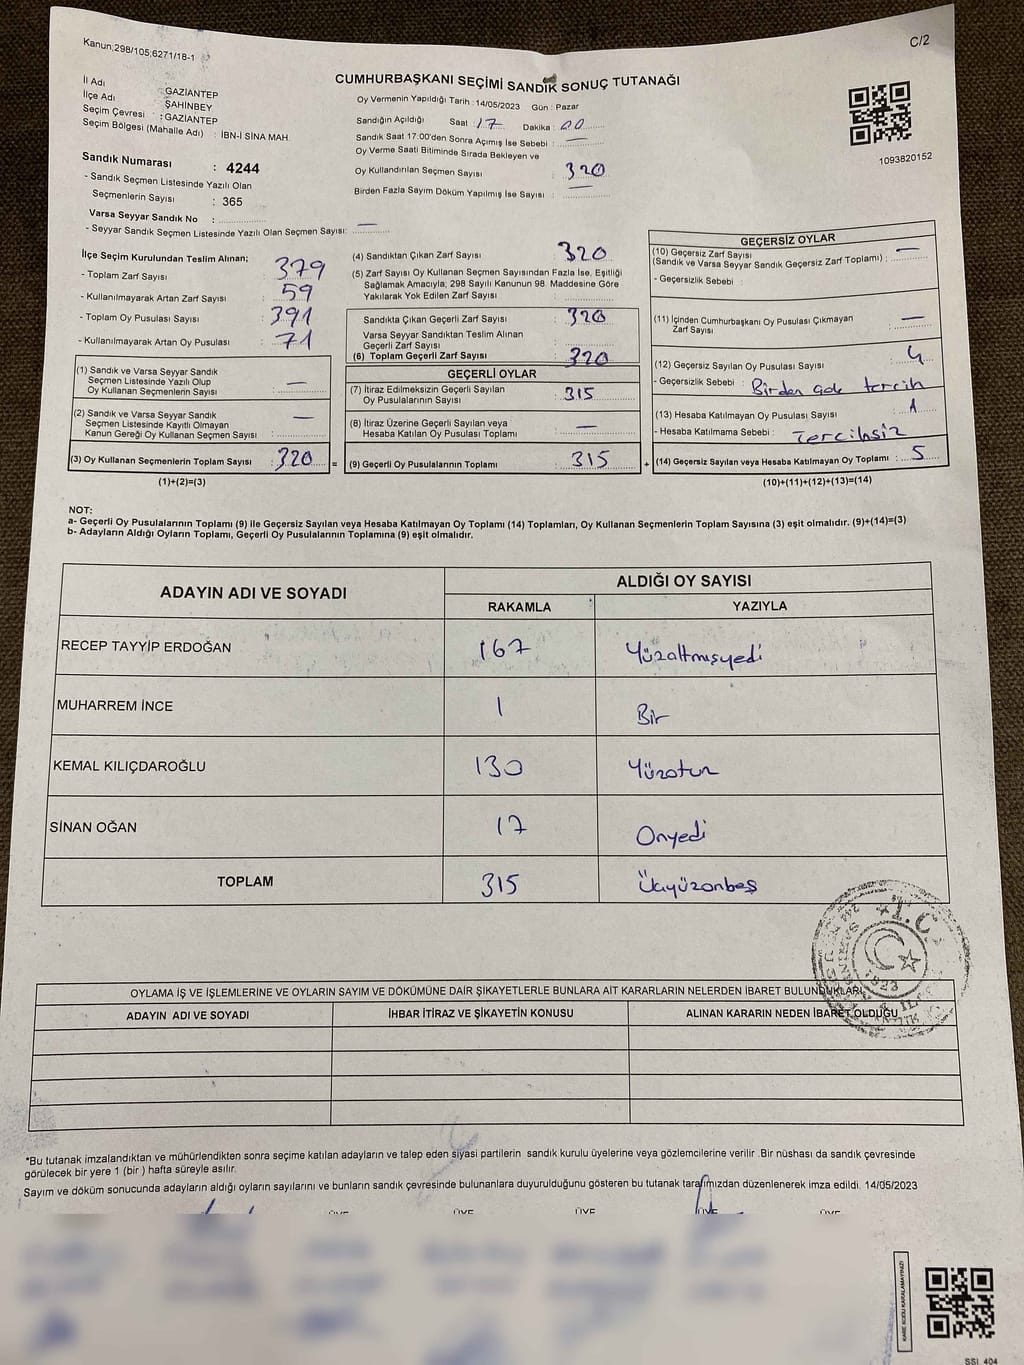 Kanun;298/105;6271/18-1
C/2
CUMHURBAŞKANI SEÇİMİ SANDIK SONUÇ TUTANAĞI
İl Adı : GAZİANTEP
İlçe Adı : ŞAHİNBEY
Seçim Çevresi : GAZİANTEP
Seçim Bölgesi (Mahalle Adı) : İBN-İ SİNA MAH.
Sandık Numarası : 4244
- Sandık Seçmen Listesinde Yazılı Olan
Seçmenlerin Sayısı : 365
Varsa Seyyar Sandık No :
- Seyyar Sandık Seçmen Listesinde Yazılı Olan Seçmen Sayısı: —
Oy Vermenin Yapıldığı Tarih : 14/05/2023 Gün : Pazar
Sandığın Açıldığı Saat 17 Dakika : 00
Sandık Saat 17:00'den Sonra Açımış İse Sebebi : —
Oy Verme Saati Bitiminde Sırada Bekleyen ve
Oy Kullandırılan Seçmen Sayısı : 320
Birden Fazla Sayım Döküm Yapılmış İse Sayısı : —
1093820152
İlçe Seçim Kurulundan Teslim Alınan;
- Toplam Zarf Sayısı : 379
- Kullanılmayarak Artan Zarf Sayısı : 59
- Toplam Oy Pusulası Sayısı : 391
- Kullanılmayarak Artan Oy Pusulası : 71
(1) Sandık ve Varsa Seyyar Sandık
Seçmen Listesinde Yazılı Olup
Oy Kullanan Seçmenlerin Sayısı : —
(2) Sandık ve Varsa Seyyar Sandık
Seçmen Listesinde Kayıtlı Olmayan
Kanun Gereği Oy Kullanan Seçmen Sayısı : —
(3) Oy Kullanan Seçmenlerin Toplam Sayısı : 320
(1)+(2)=(3)
(4) Sandıktan Çıkan Zarf Sayısı : 320
(5) Zarf Sayısı Oy Kullanan Seçmen Sayısından Fazla İse, Eşitliği
Sağlamak Amacıyla; 298 Sayılı Kanunun 98. Maddesine Göre
Yakılarak Yok Edilen Zarf Sayısı :
Sandıkta Çıkan Geçerli Zarf Sayısı : 320
Varsa Seyyar Sandıktan Teslim Alınan
Geçerli Zarf Sayısı :
(6) Toplam Geçerli Zarf Sayısı : 320
GEÇERLİ OYLAR
(7) İtiraz Edilmeksizin Geçerli Sayılan
Oy Pusulalarının Sayısı : 315
(8) İtiraz Üzerine Geçerli Sayılan veya
Hesaba Katılan Oy Pusulası Toplamı : —
= (9) Geçerli Oy Pusulalarının Toplamı : 315
GEÇERSİZ OYLAR
(10) Geçersiz Zarf Sayısı
(Sandık ve Varsa Seyyar Sandık Geçersiz Zarf Toplamı) : —
- Geçersizlik Sebebi :
(11) İçinden Cumhurbaşkanı Oy Pusulası Çıkmayan
Zarf Sayısı : —
(12) Geçersiz Sayılan Oy Pusulası Sayısı : 4
- Geçersizlik Sebebi : Birden çok tercih
(13) Hesaba Katılmayan Oy Pusulası Sayısı : 1
- Hesaba Katılmama Sebebi : Tercihsiz
+ (14) Geçersiz Sayılan veya Hesaba Katılmayan Oy Toplamı : 5
(10)+(11)+(12)+(13)=(14)
NOT:
a- Geçerli Oy Pusulalarının Toplamı (9) ile Geçersiz Sayılan veya Hesaba Katılmayan Oy Toplamı (14) Toplamları, Oy Kullanan Seçmenlerin Toplam Sayısına (3) eşit olmalıdır. (9)+(14)=(3)
b- Adayların Aldığı Oyların Toplamı, Geçerli Oy Pusulalarının Toplamına (9) eşit olmalıdır.
ADAYIN ADI VE SOYADI
ALDIĞI OY SAYISI
RAKAMLA YAZIYLA
RECEP TAYYİP ERDOĞAN 167 Yüzaltmışyedi
MUHARREM İNCE 1 Bir
KEMAL KILIÇDAROĞLU 130 Yüzotuz
SİNAN OĞAN 17 Onyedi
TOPLAM 315 Üçyüzonbeş
T.C.
1923
OYLAMA İŞ VE İŞLEMLERİNE VE OYLARIN SAYIM VE DÖKÜMÜNE DAİR ŞİKAYETLERLE BUNLARA AİT KARARLARIN NELERDEN İBARET BULUNDUKLARI
ADAYIN ADI VE SOYADI İHBAR İTİRAZ VE ŞİKAYETİN KONUSU ALINAN KARARIN NEDEN İBARET OLDUĞU
*Bu tutanak imzalandıktan ve mühürlendikten sonra seçime katılan adayların ve talep eden siyasi partilerin sandık kurulu üyelerine veya gözlemcilerine verilir .Bir nüshası da sandık çevresinde
görülecek bir yere 1 (bir ) hafta süreyle asılır.
Sayım ve döküm sonucunda adayların aldığı oyların sayılarını ve bunların sandık çevresinde bulunanlara duyurulduğunu gösteren bu tutanak tarafımızdan düzenlenerek imza edildi. 14/05/2023
ÜYE ÜYE ÜYE ÜYE ÜYE
KARE KODU KARALAMAYINIZ!
SSI. 404